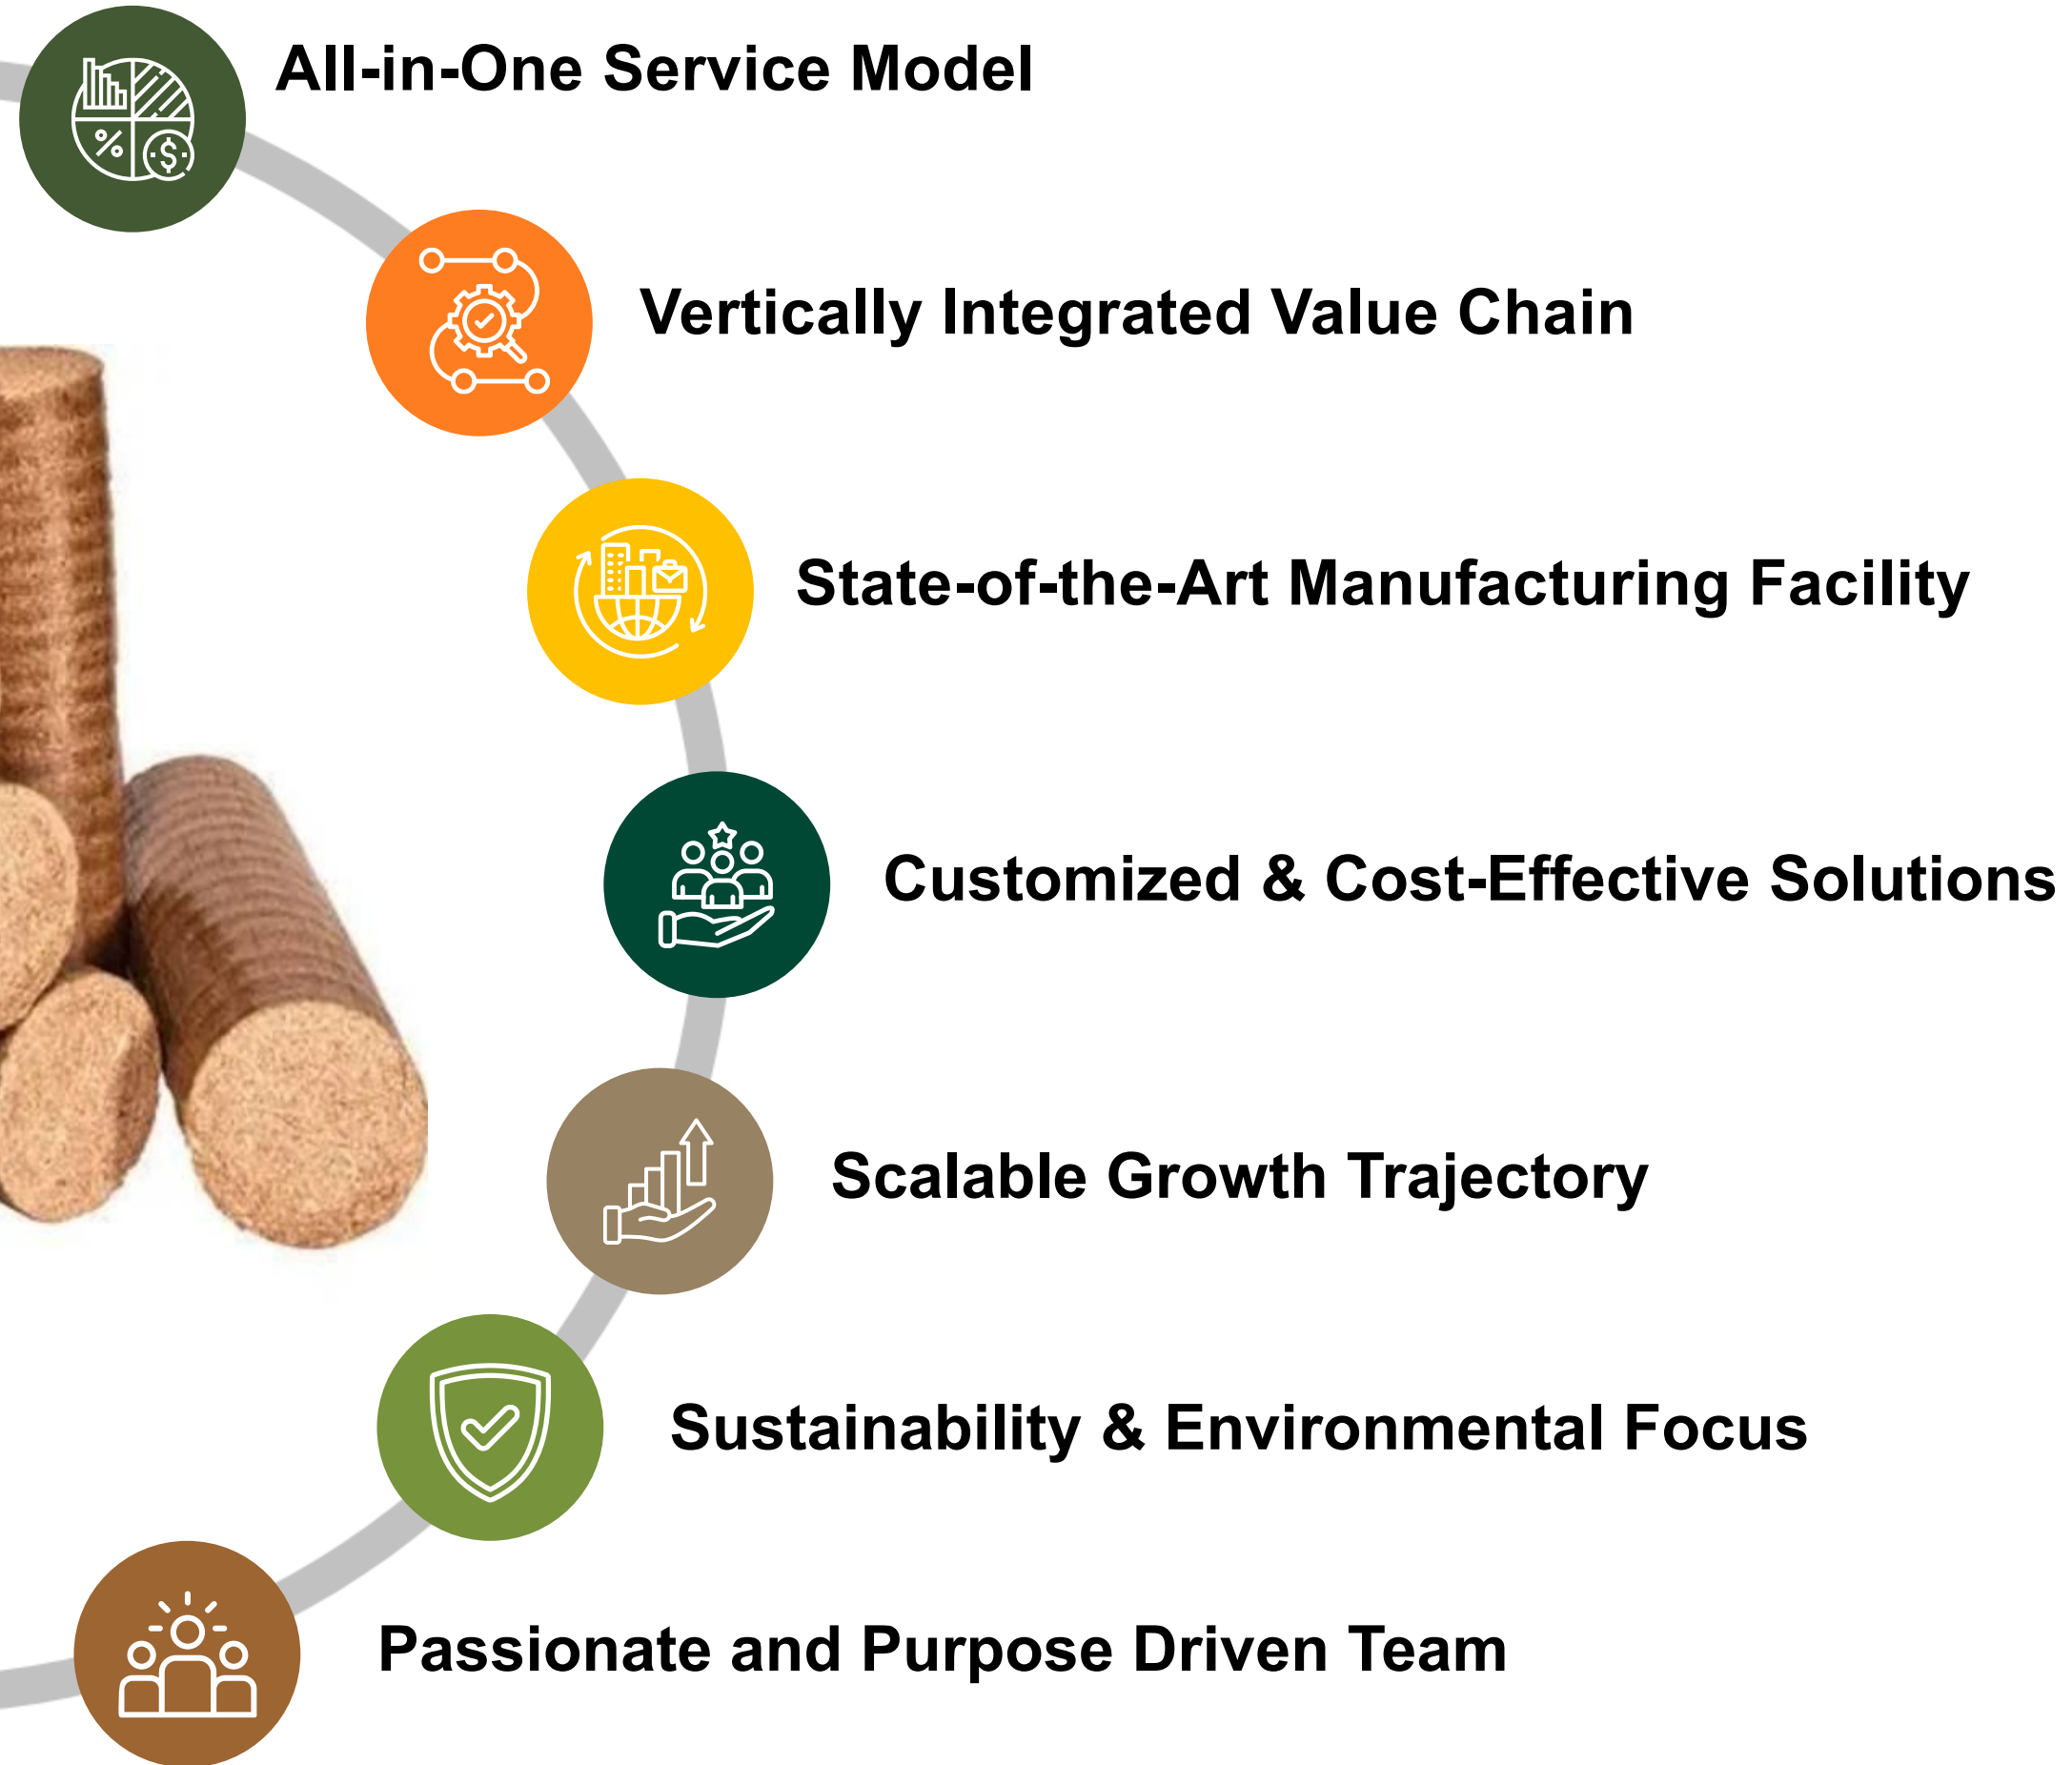 All-in-One Service Model
Vertically Integrated Value Chain
State-of-the-Art Manufacturing Facility
Customized & Cost-Effective Solutions
Scalable Growth Trajectory
Sustainability & Environmental Focus
Passionate and Purpose Driven Team